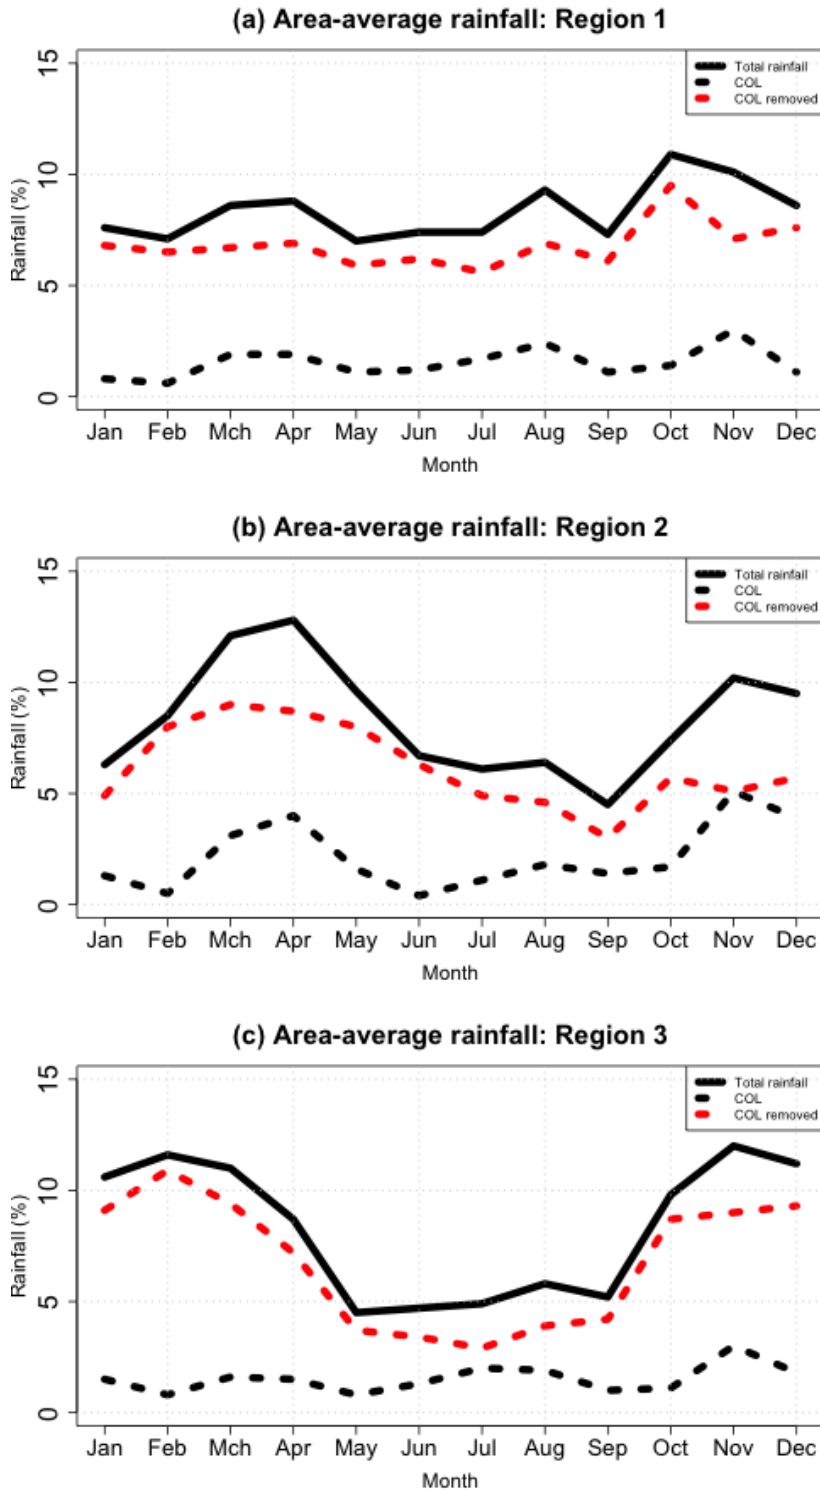 (a) Area-average rainfall: Region 1
15
10
5
0
Rainfall (%)
Total rainfall
COL
COL removed
Jan Feb Mch Apr May Jun Jul Aug Sep Oct Nov Dec
Month
(b) Area-average rainfall: Region 2
15
10
5
0
Rainfall (%)
Total rainfall
COL
COL removed
Jan Feb Mch Apr May Jun Jul Aug Sep Oct Nov Dec
Month
(c) Area-average rainfall: Region 3
15
10
5
0
Rainfall (%)
Total rainfall
COL
COL removed
Jan Feb Mch Apr May Jun Jul Aug Sep Oct Nov Dec
Month